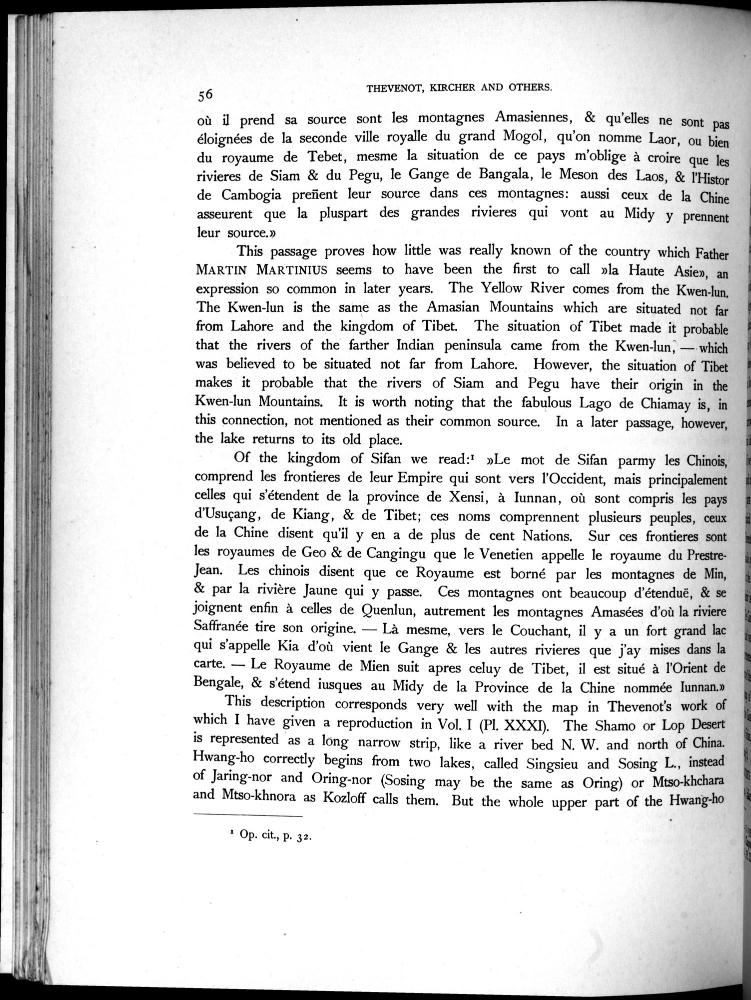 56
THEVENOT, KIRCHER AND OTHERS.
où il prend sa source sont les montagnes Amasiennes, & qu'elles ne sont pas
éloignées de la seconde ville royalle du grand Mogol, qu'on nomme Laor, ou bien
du royaume de Tebet, mesme la situation de ce pays m'oblige à croire que les
rivieres de Siam & du Pegu, le Gange de Bangala, le Meson des Laos, & l'Histor
de Cambogia preñent leur source dans ces montagnes: aussi ceux de la Chine
asseurent que la pluspart des grandes rivieres qui vont au Midy y prennent
leur source.»
This passage proves how little was really known of the country which Father
MARTIN MARTINIUS seems to have been the first to call »la Haute Asie», an
expression so common in later years. The Yellow River comes from the Kwen-lun.
The Kwen-lun is the same as the Amasian Mountains which are situated not far
from Lahore and the kingdom of Tibet. The situation of Tibet made it probable
that the rivers of the farther Indian peninsula came from the Kwen-lun, — which
was believed to be situated not far from Lahore. However, the situation of Tibet
makes it probable that the rivers of Siam and Pegu have their origin in the
Kwen-lun Mountains. It is worth noting that the fabulous Lago de Chiamay is, in
this connection, not mentioned as their common source. In a later passage, however,
the lake returns to its old place.
Of the kingdom of Sifan we read:¹ »Le mot de Sifan parmy les Chinois,
comprend les frontieres de leur Empire qui sont vers l'Occident, mais principalement
celles qui s'étendent de la province de Xensi, à Iunnan, où sont compris les pays
d'Usuçang, de Kiang, & de Tibet; ces noms comprennent plusieurs peuples, ceux
de la Chine disent qu'il y en a de plus de cent Nations. Sur ces frontieres sont
les royaumes de Geo & de Cangingu que le Venetien appelle le royaume du Prestre-
Jean. Les chinois disent que ce Royaume est borné par les montagnes de Min,
& par la rivière Jaune qui y passe. Ces montagnes ont beaucoup d'étenduë, & se
joignent enfin à celles de Quenlun, autrement les montagnes Amasées d'où la riviere
Saffranée tire son origine. — Là mesme, vers le Couchant, il y a un fort grand lac
qui s'appelle Kia d'où vient le Gange & les autres rivieres que j'ay mises dans la
carte. — Le Royaume de Mien suit apres celuy de Tibet, il est situé à l'Orient de
Bengale, & s'étend iusques au Midy de la Province de la Chine nommée Iunnan.»
This description corresponds very well with the map in Thevenot's work of
which I have given a reproduction in Vol. I (Pl. XXXI). The Shamo or Lop Desert
is represented as a long narrow strip, like a river bed N. W. and north of China.
Hwang-ho correctly begins from two lakes, called Singsieu and Sosing L., instead
of Jaring-nor and Oring-nor (Sosing may be the same as Oring) or Mtso-khchara
and Mtso-khnora as Kozloff calls them. But the whole upper part of the Hwang-ho
¹ Op. cit., p. 32.